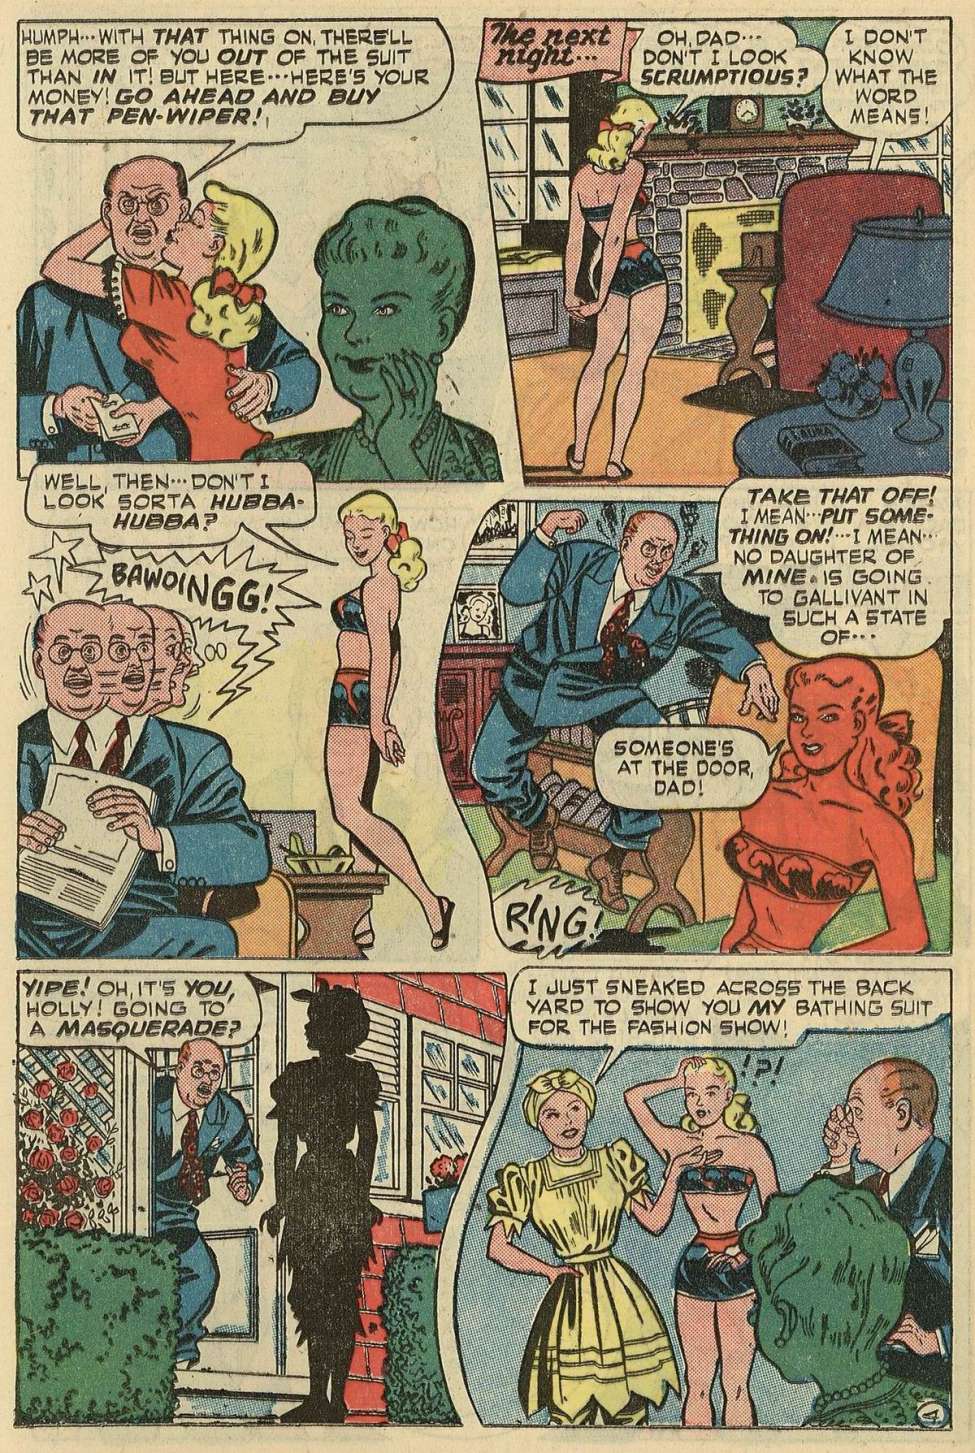 HUMPH---WITH THAT THING ON, THERE'LL
BE MORE OF YOU OUT OF THE SUIT
THAN IN IT! BUT HERE---HERE'S YOUR
MONEY! GO AHEAD AND BUY
THAT PEN-WIPER!
The next
night...
OH, DAD---
DON'T I LOOK
SCRUMPTIOUS?
I DON'T
KNOW
WHAT THE
WORD
MEANS!
LAURA
WELL, THEN---DON'T I
LOOK SORTA HUBBA-
HUBBA?
BAWOINGG!
TAKE THAT OFF!
I MEAN---PUT SOME-
THING ON!---I MEAN--
NO DAUGHTER OF
MINE IS GOING
TO GALLIVANT IN
SUCH A STATE
OF---
SOMEONE'S
AT THE DOOR,
DAD!
RING!
YIPE! OH, IT'S YOU,
HOLLY! GOING TO
A MASQUERADE?
I JUST SNEAKED ACROSS THE BACK
YARD TO SHOW YOU MY BATHING SUIT
FOR THE FASHION SHOW!
!?!